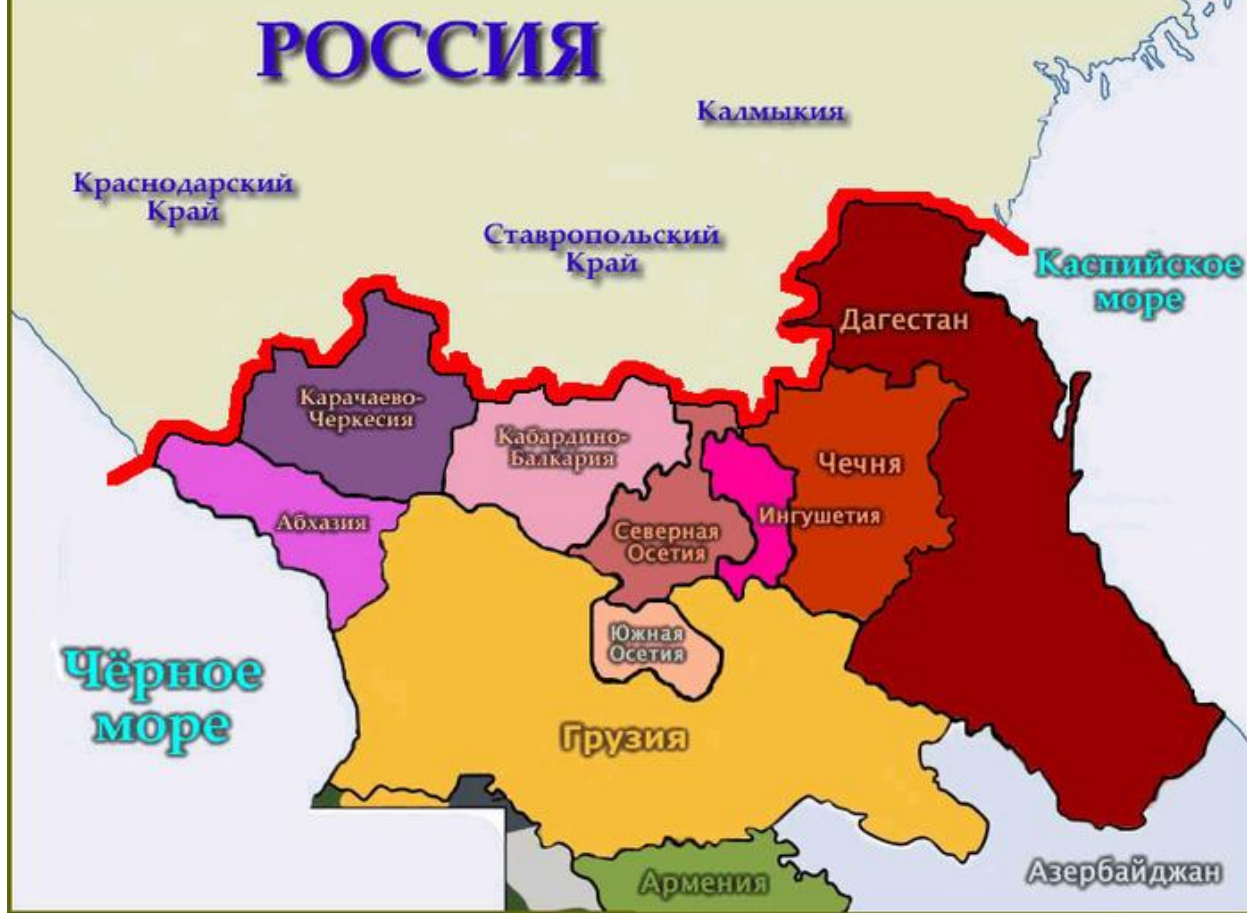 РОССИЯ
Калмыкия
Краснодарский
Край
Ставропольский
Край
Каспийское
море
Дагестан
Карачаево-
Черкесия
Кабардино-
Балкария
Чечня
Абхазия
Ингушетия
Северная
Осетия
Южная
Осетия
Чёрное
море
Грузия
Армения
Азербайджан